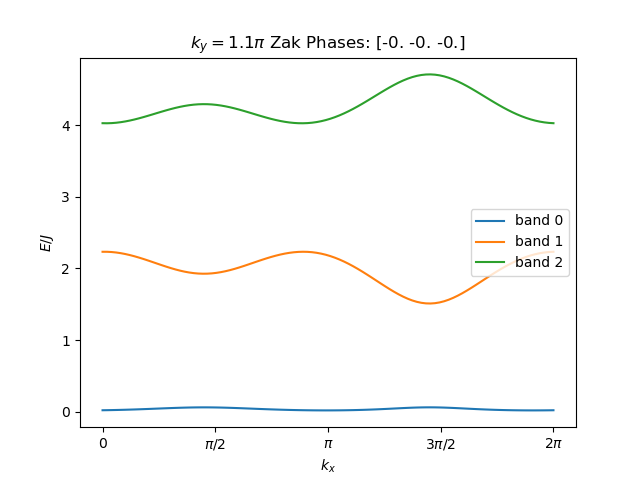 k_y = 1.1π Zak Phases: [-0. -0. -0.]
E/J
4
3
2
1
0
band 0
band 1
band 2
0 π/2 π 3π/2 2π
k_x